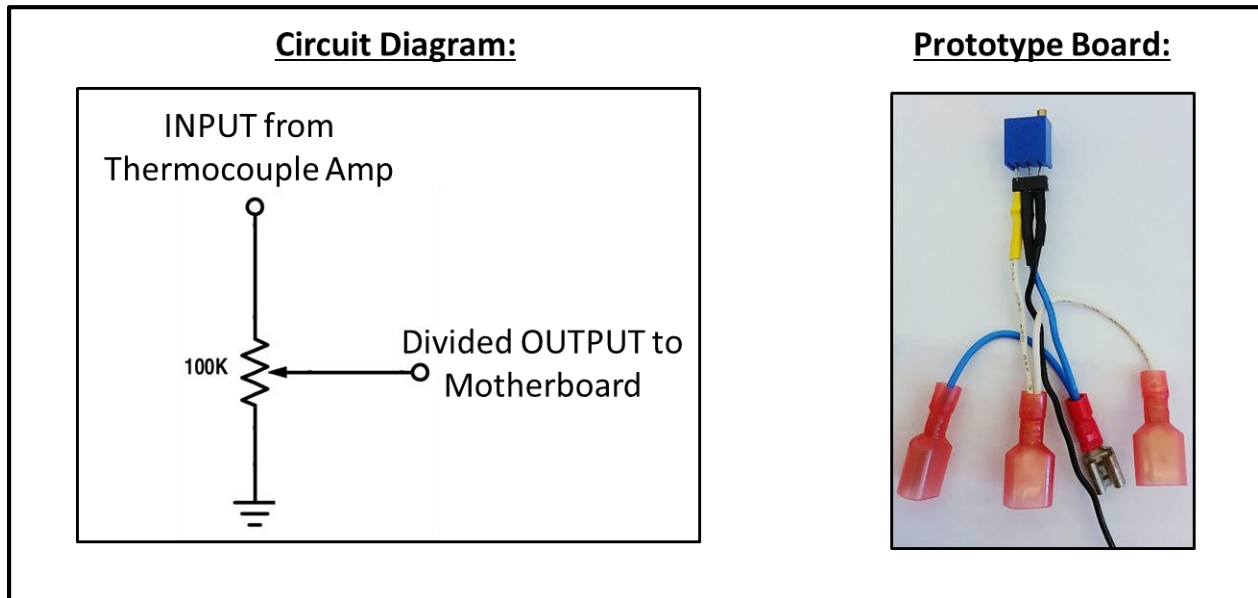 Circuit Diagram:
Prototype Board:
INPUT from
Thermocouple Amp
100K
Divided OUTPUT to
Motherboard